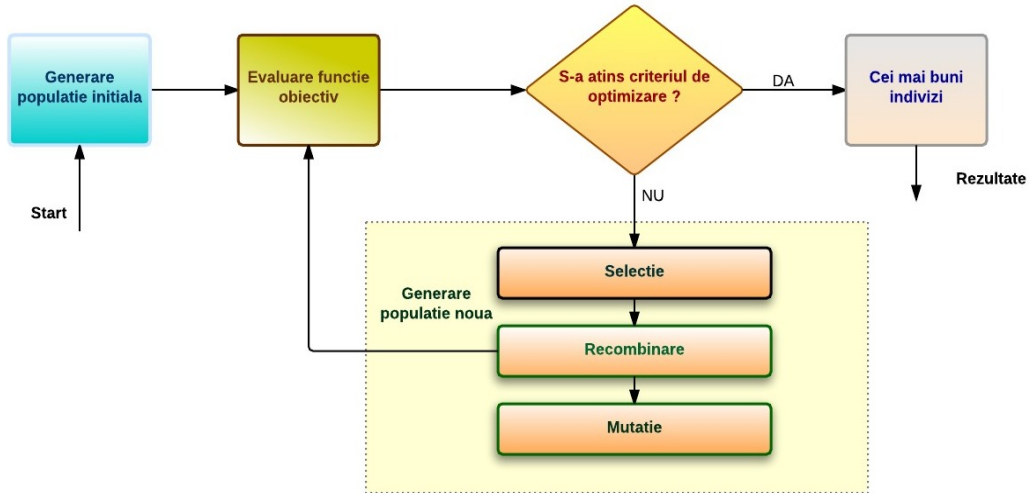 Generare
populatie initiala
Evaluare functie
obiectiv
S-a atins criteriul de
optimizare ?
DA
Cei mai buni
indivizi
Start
Rezultate
NU
Selectie
Generare
populatie noua
Recombinare
Mutatie